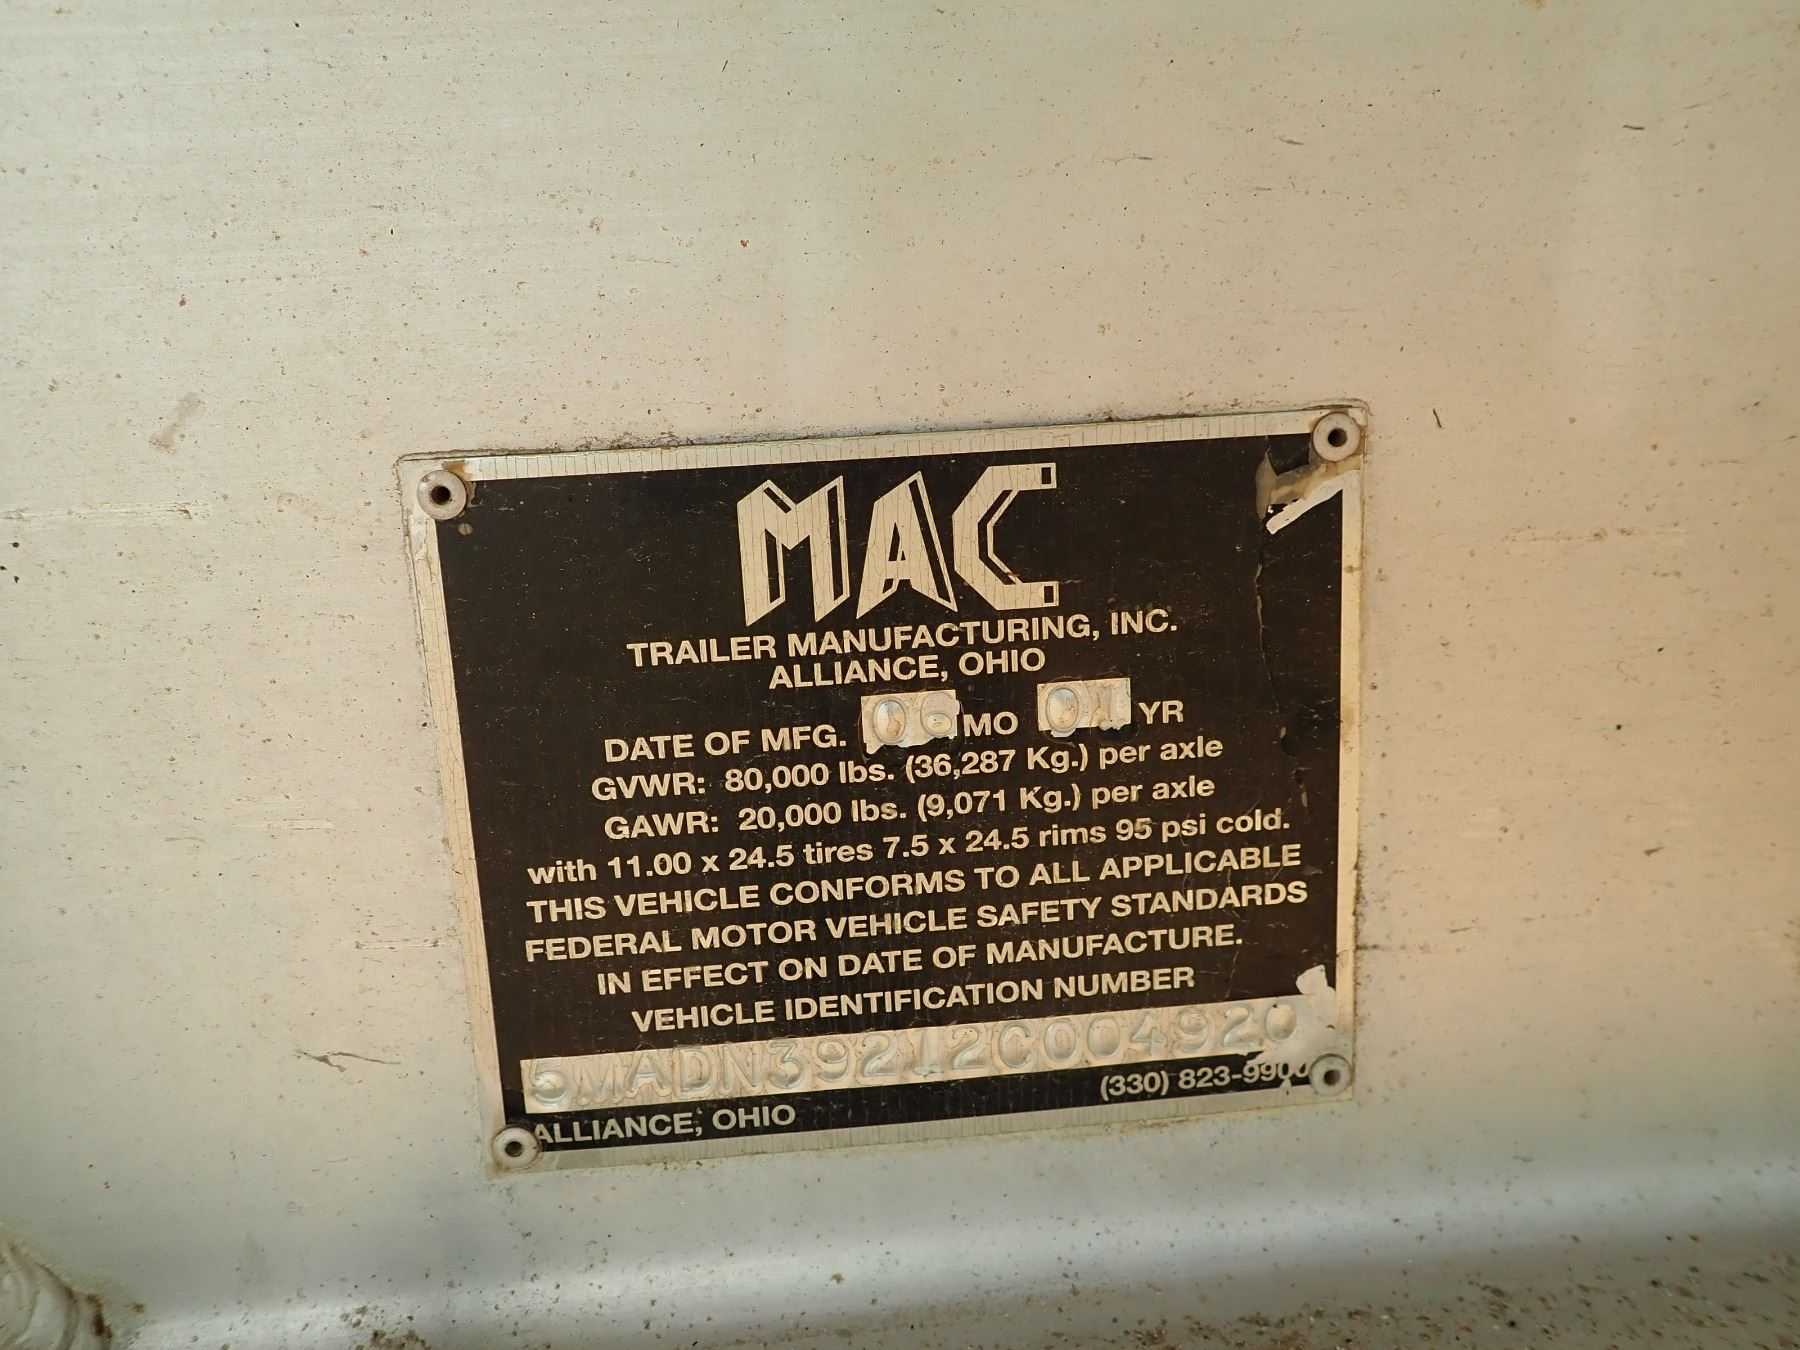 MAC
TRAILER MANUFACTURING, INC.
ALLIANCE, OHIO
DATE OF MFG. 06 MO 01 YR
GVWR: 80,000 lbs. (36,287 Kg.) per axle
GAWR: 20,000 lbs. (9,071 Kg.) per axle
with 11.00 x 24.5 tires 7.5 x 24.5 rims 95 psi cold.
THIS VEHICLE CONFORMS TO ALL APPLICABLE
FEDERAL MOTOR VEHICLE SAFETY STANDARDS
IN EFFECT ON DATE OF MANUFACTURE.
VEHICLE IDENTIFICATION NUMBER
5MADN39212C004920
ALLIANCE, OHIO (330) 823-9900